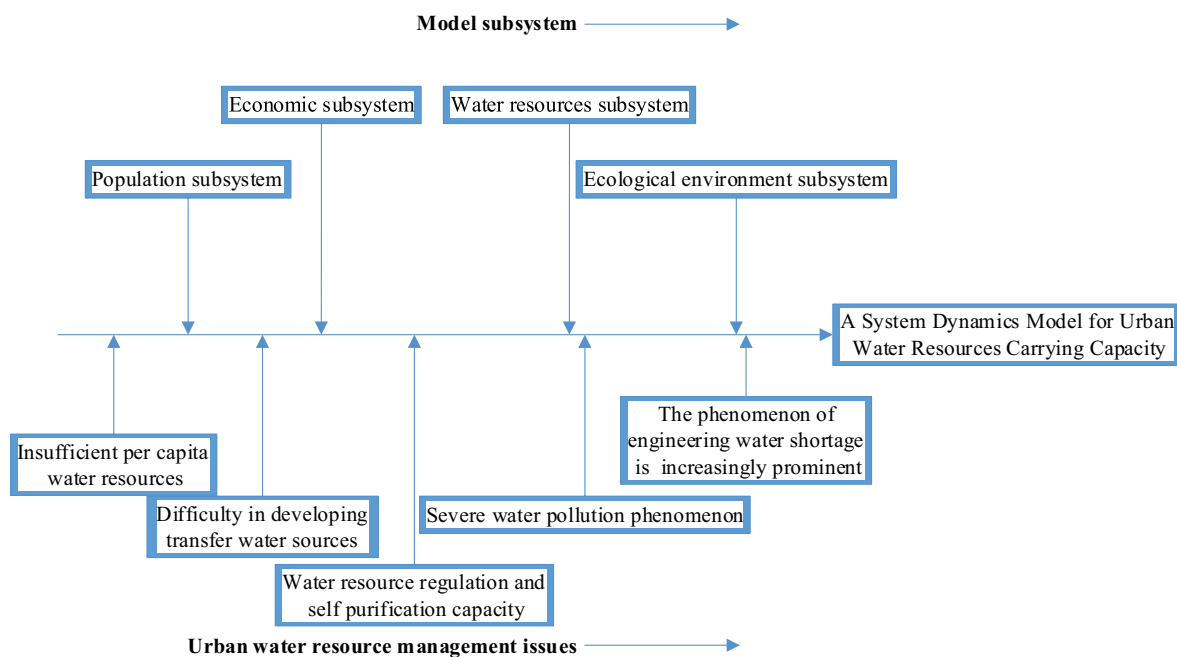 Model subsystem
Economic subsystem
Water resources subsystem
Population subsystem
Ecological environment subsystem
A System Dynamics Model for Urban
Water Resources Carrying Capacity
The phenomenon of
engineering water shortage
is increasingly prominent
Insufficient per capita
water resources
Difficulty in developing
transfer water sources
Severe water pollution phenomenon
Water resource regulation and
self purification capacity
Urban water resource management issues